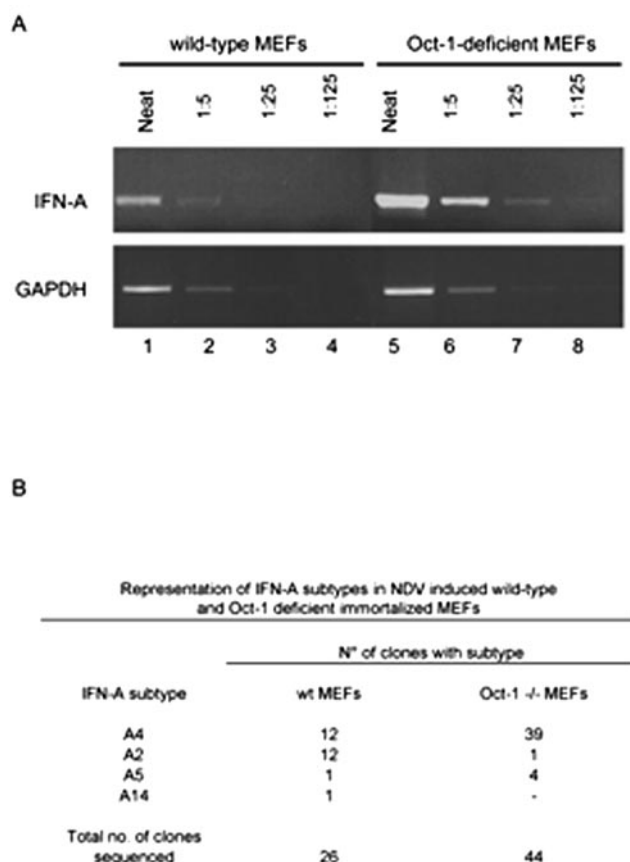 A
wild-type MEFs Oct-1-deficient MEFs
Neat 1:5 1:25 1:125 Neat 1:5 1:25 1:125
IFN-A
GAPDH
1 2 3 4 5 6 7 8
B
Representation of IFN-A subtypes in NDV induced wild-type
and Oct-1 deficient immortalized MEFs
N° of clones with subtype
IFN-A subtype wt MEFs Oct-1 -/- MEFs
A4 12 39
A2 12 1
A5 1 4
A14 1 -
Total no. of clones
sequenced 26 44